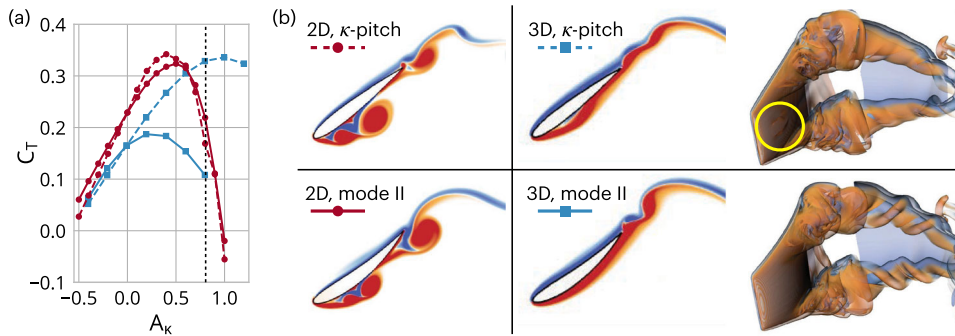 (a)
0.4
0.3
0.2
0.1
0.0
−0.1
C_T
−0.5
0.0
0.5
1.0
A_κ
(b)
2D, κ-pitch
3D, κ-pitch
2D, mode II
3D, mode II